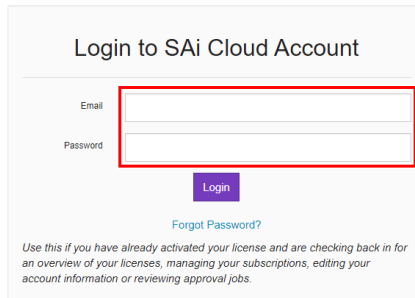 Login to SAi Cloud Account
Email
Password
Login
Forgot Password?
Use this if you have already activated your license and are checking back in for
an overview of your licenses, managing your subscriptions, editing your
account information or reviewing approval jobs.